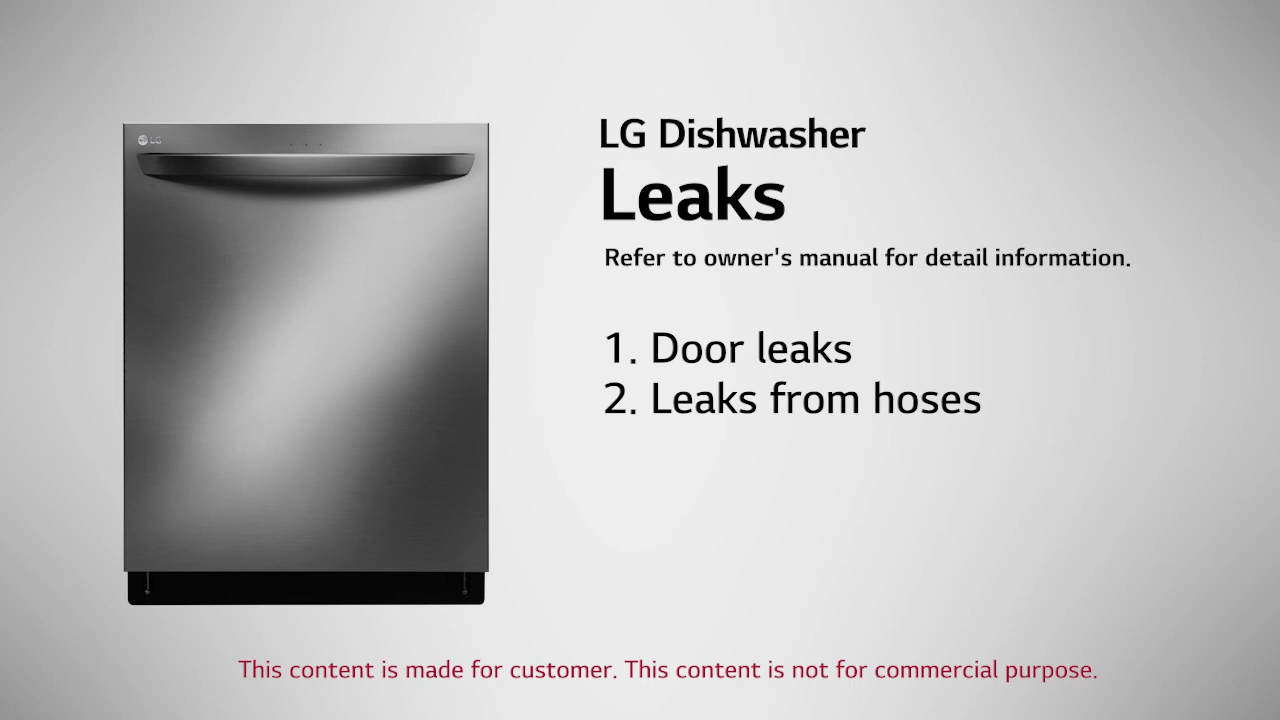 LG
LG Dishwasher
Leaks
Refer to owner's manual for detail information.
1. Door leaks
2. Leaks from hoses
This content is made for customer. This content is not for commercial purpose.